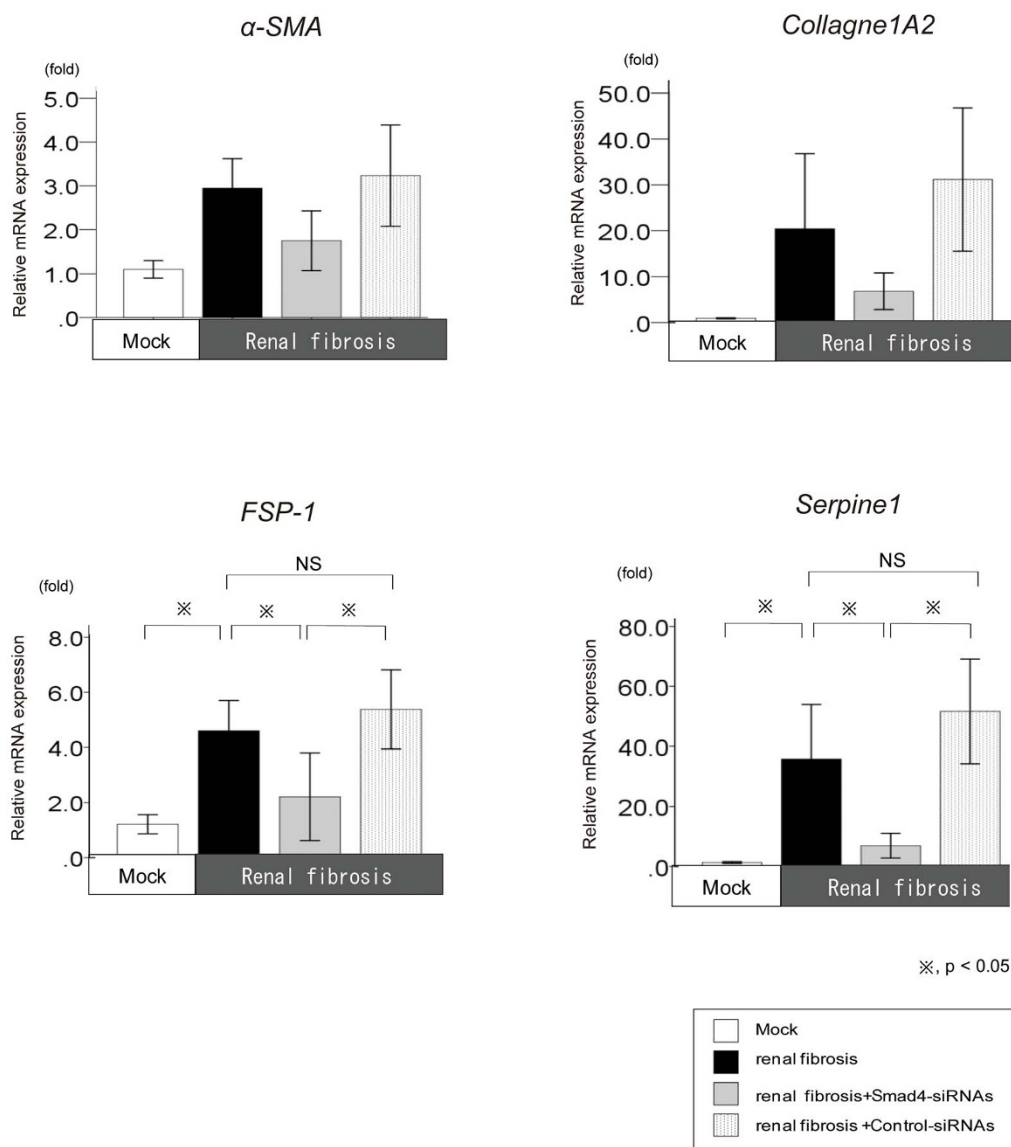 α-SMA
(fold)
Relative mRNA expression
5.0
4.0
3.0
2.0
1.0
.0
Mock
Renal fibrosis
Collagne1A2
(fold)
Relative mRNA expression
50.0
40.0
30.0
20.0
10.0
.0
Mock
Renal fibrosis
FSP-1
(fold)
Relative mRNA expression
NS
※ ※ ※
8.0
6.0
4.0
2.0
.0
Mock
Renal fibrosis
Serpine1
(fold)
Relative mRNA expression
NS
※ ※ ※
80.0
60.0
40.0
20.0
.0
Mock
Renal fibrosis
※, p < 0.05
Mock
renal fibrosis
renal fibrosis+Smad4-siRNAs
renal fibrosis +Control-siRNAs